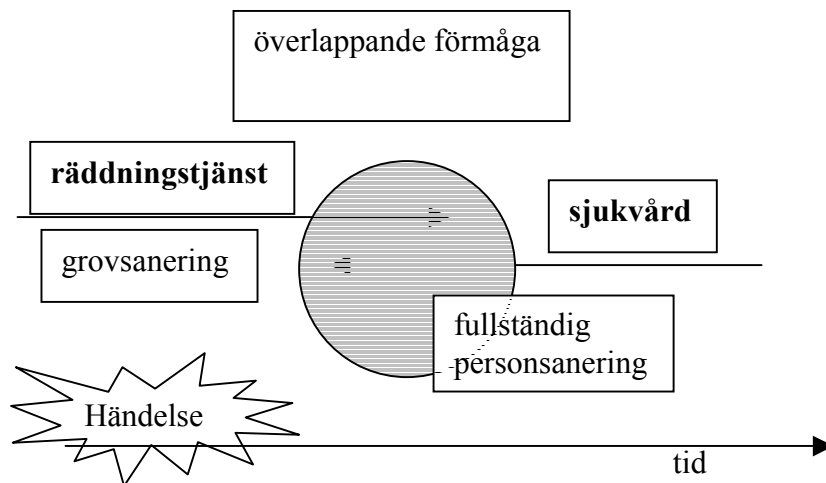 överlappande förmåga
räddningstjänst
sjukvård
grovsanering
fullständig
personsanering
Händelse
tid